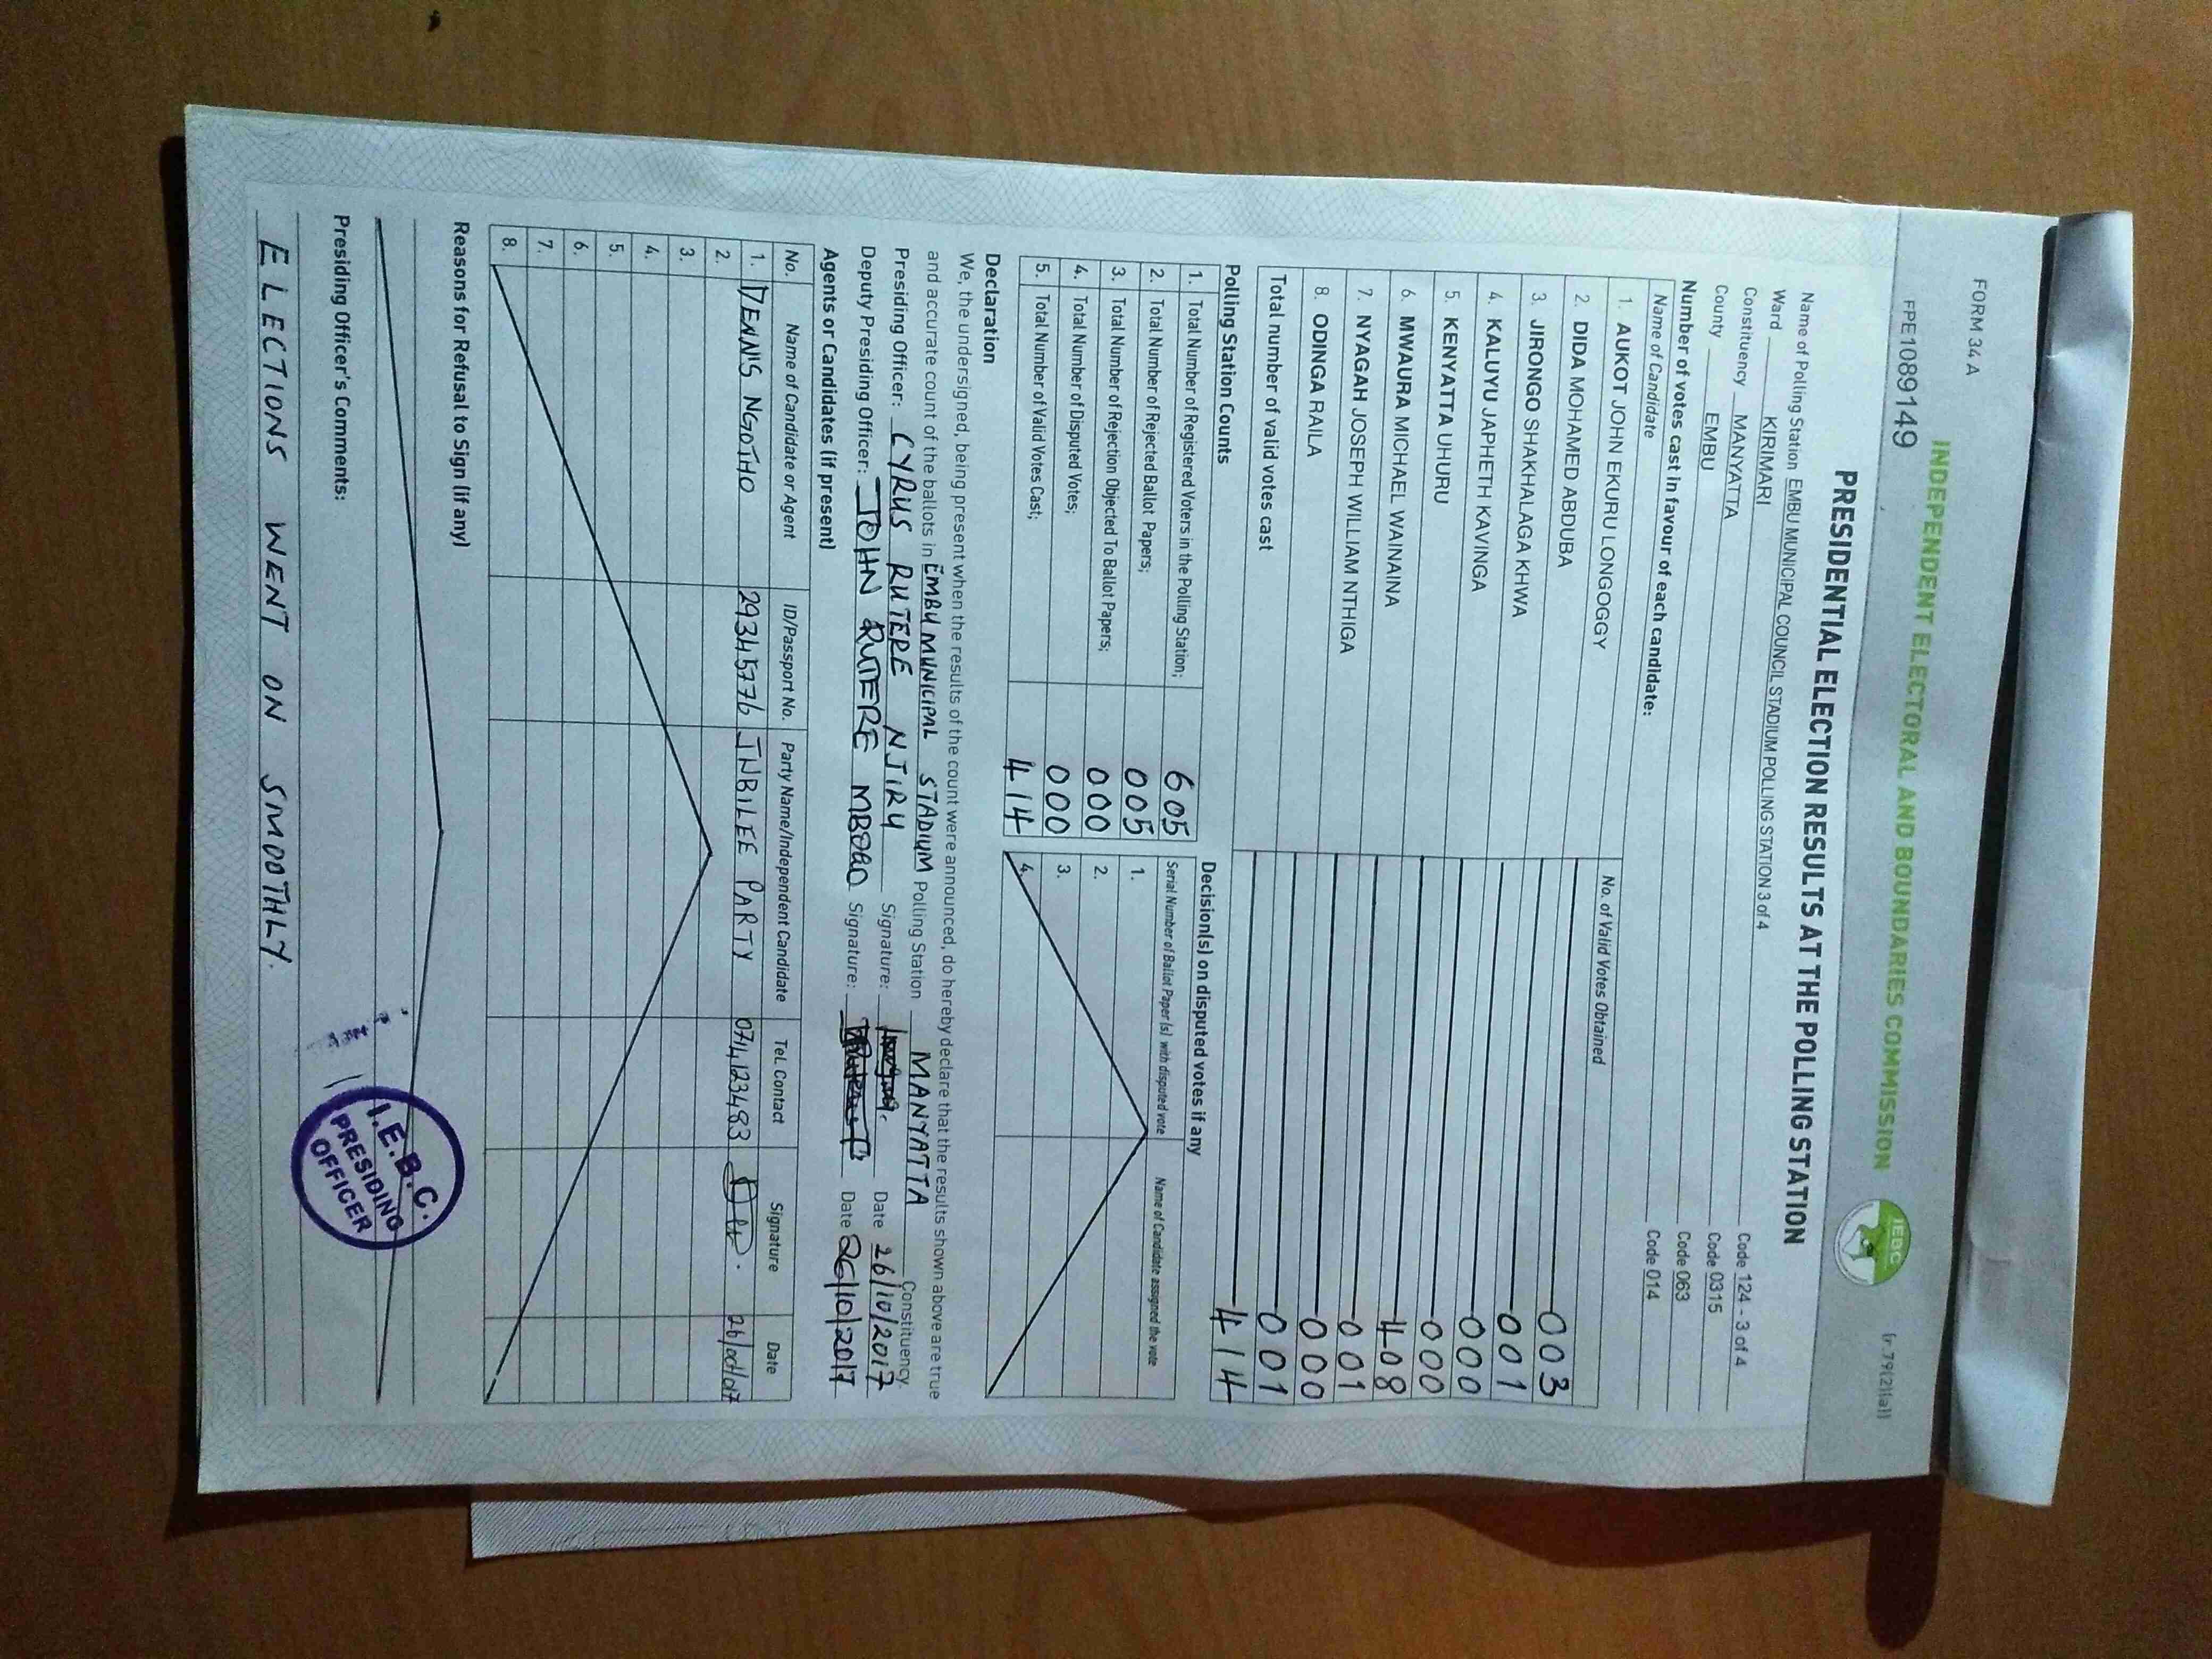 FORM 34 A
(r.79(2)(a))
FPE1089149
INDEPENDENT ELECTORAL AND BOUNDARIES COMMISSION
IEBC
PRESIDENTIAL ELECTION RESULTS AT THE POLLING STATION
Name of Polling Station EMBU MUNICIPAL COUNCIL STADIUM POLLING STATION 3 of 4 Code 124 - 3 of 4
Ward KIRIMARI Code 0315
Constituency MANYATTA Code 063
County EMBU Code 014
Number of votes cast in favour of each candidate:
Name of Candidate No. of Valid Votes Obtained
1. AUKOT JOHN EKURU LONGOGGY 003
2. DIDA MOHAMED ABDUBA 001
3. JIRONGO SHAKHALAGA KHWA 000
4. KALUYU JAPHETH KAVINGA 000
5. KENYATTA UHURU 408
6. MWAURA MICHAEL WAINAINA 001
7. NYAGAH JOSEPH WILLIAM NTHIGA 000
8. ODINGA RAILA 001
Total number of valid votes cast 414
Polling Station Counts
1. Total Number of Registered Voters in the Polling Station; 605
2. Total Number of Rejected Ballot Papers; 005
3. Total Number of Rejection Objected To Ballot Papers; 000
4. Total Number of Disputed Votes; 000
5. Total Number of Valid Votes Cast; 414
Decision(s) on disputed votes if any
Serial Number of Ballot Paper (s) with disputed vote Name of Candidate assigned the vote
1.
2.
3.
4.
Declaration
We, the undersigned, being present when the results of the count were announced, do hereby declare that the results shown above are true
and accurate count of the ballots in EMBU MUNICIPAL STADIUM Polling Station MANYATTA Constituency.
Presiding Officer: CYRUS RUTERE NJIRU Signature: Date 26/10/2017
Deputy Presiding Officer: JOHN RUTERE MBOGO Signature: Date 26/10/2017
Agents or Candidates (if present)
No. Name of Candidate or Agent ID/Passport No. Party Name/Independent Candidate Tel. Contact Signature Date
1. DENNIS NGOTHO 29345776 JUBILEE PARTY 0714123483
2.
3.
4.
5.
6.
7.
8.
Reasons for Refusal to Sign (if any)
Presiding Officer's Comments:
ELECTIONS WENT ON SMOOTHLY.
I.E.B.C.
PRESIDING
OFFICER